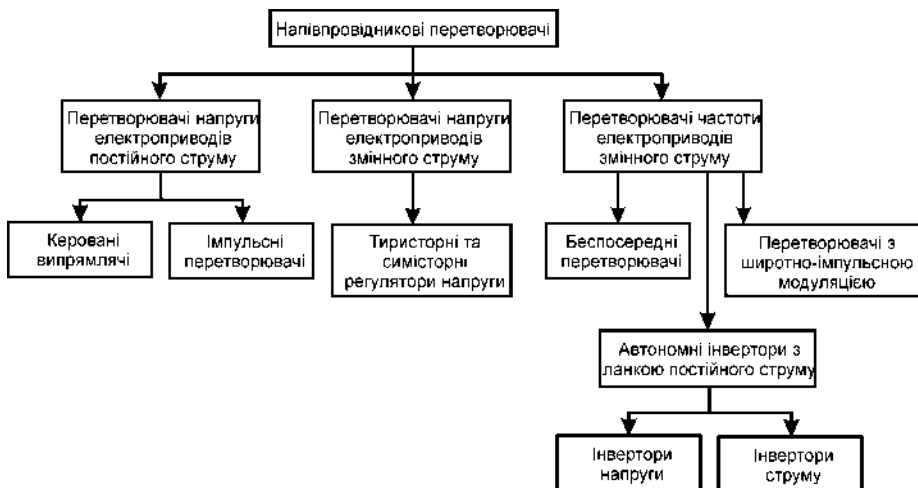 Напівпровідникові перетворювачі
Перетворювачі напруги
електроприводів
постійного струму
Перетворювачі напруги
електроприводів
змінного струму
Перетворювачі частоти
електроприводів
змінного струму
Керовані
випрямлячі
Імпульсні
перетворювачі
Тиристорні та
симісторні
регулятори напруги
Беспосередні
перетворювачі
Перетворювачі з
широтно-імпульсною
модуляцією
Автономні інвертори з
ланкою постійного струму
Інвертори
напруги
Інвертори
струму